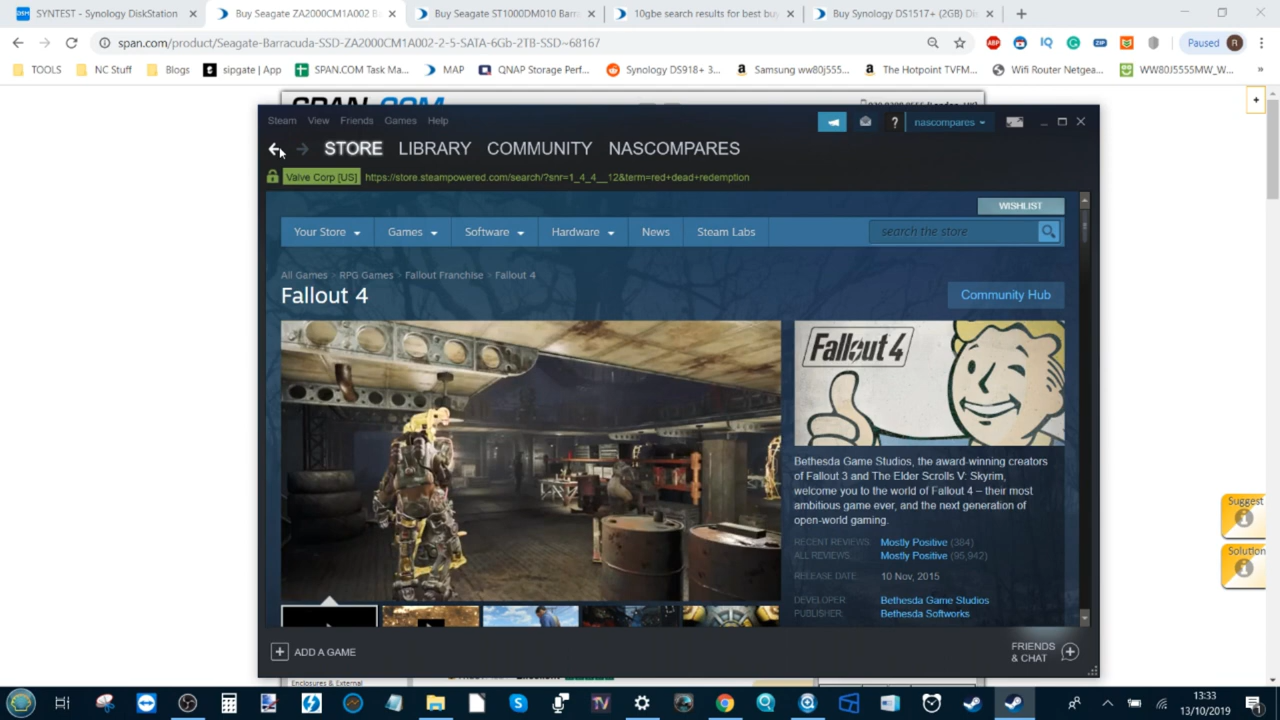 SYNTEST - Synology DiskStation
Buy Seagate ZA2000CM1A002 B
Buy Seagate ST1000DM010 Barra
10gbe search results for best bu
Buy Synology DS1517+ (2GB) Dis
span.com/product/Seagate-Barracuda-SSD-ZA2000CM1A002-2-5-SATA-6Gb-2TB-SSD~68167
ABP
IQ
ZIP
Paused
R
TOOLS
NC Stuff
Blogs
sipgate | App
SPAN.COM Task Ma...
MAP
QNAP Storage Perf...
Synology DS918+ 3...
Samsung ww80j5555...
The Hotpoint TVFM...
Wifi Router Netgea...
WW80J5555MW_W...
Steam View Friends Games Help
nascompares
STORE LIBRARY COMMUNITY NASCOMPARES
Valve Corp [US] https://store.steampowered.com/search/?snr=1_4_4__12&term=red+dead+redemption
WISHLIST
Your Store Games Software Hardware News Steam Labs search the store
All Games > RPG Games > Fallout Franchise > Fallout 4
Fallout 4
Community Hub
Fallout 4
Bethesda Game Studios, the award-winning creators
of Fallout 3 and The Elder Scrolls V: Skyrim,
welcome you to the world of Fallout 4 – their most
ambitious game ever, and the next generation of
open-world gaming.
RECENT REVIEWS: Mostly Positive (384)
ALL REVIEWS: Mostly Positive (95,942)
RELEASE DATE: 10 Nov, 2015
DEVELOPER: Bethesda Game Studios
PUBLISHER: Bethesda Softworks
Suggest
Solution
ADD A GAME
FRIENDS
& CHAT
Enclosures & External
13:33
13/10/2019